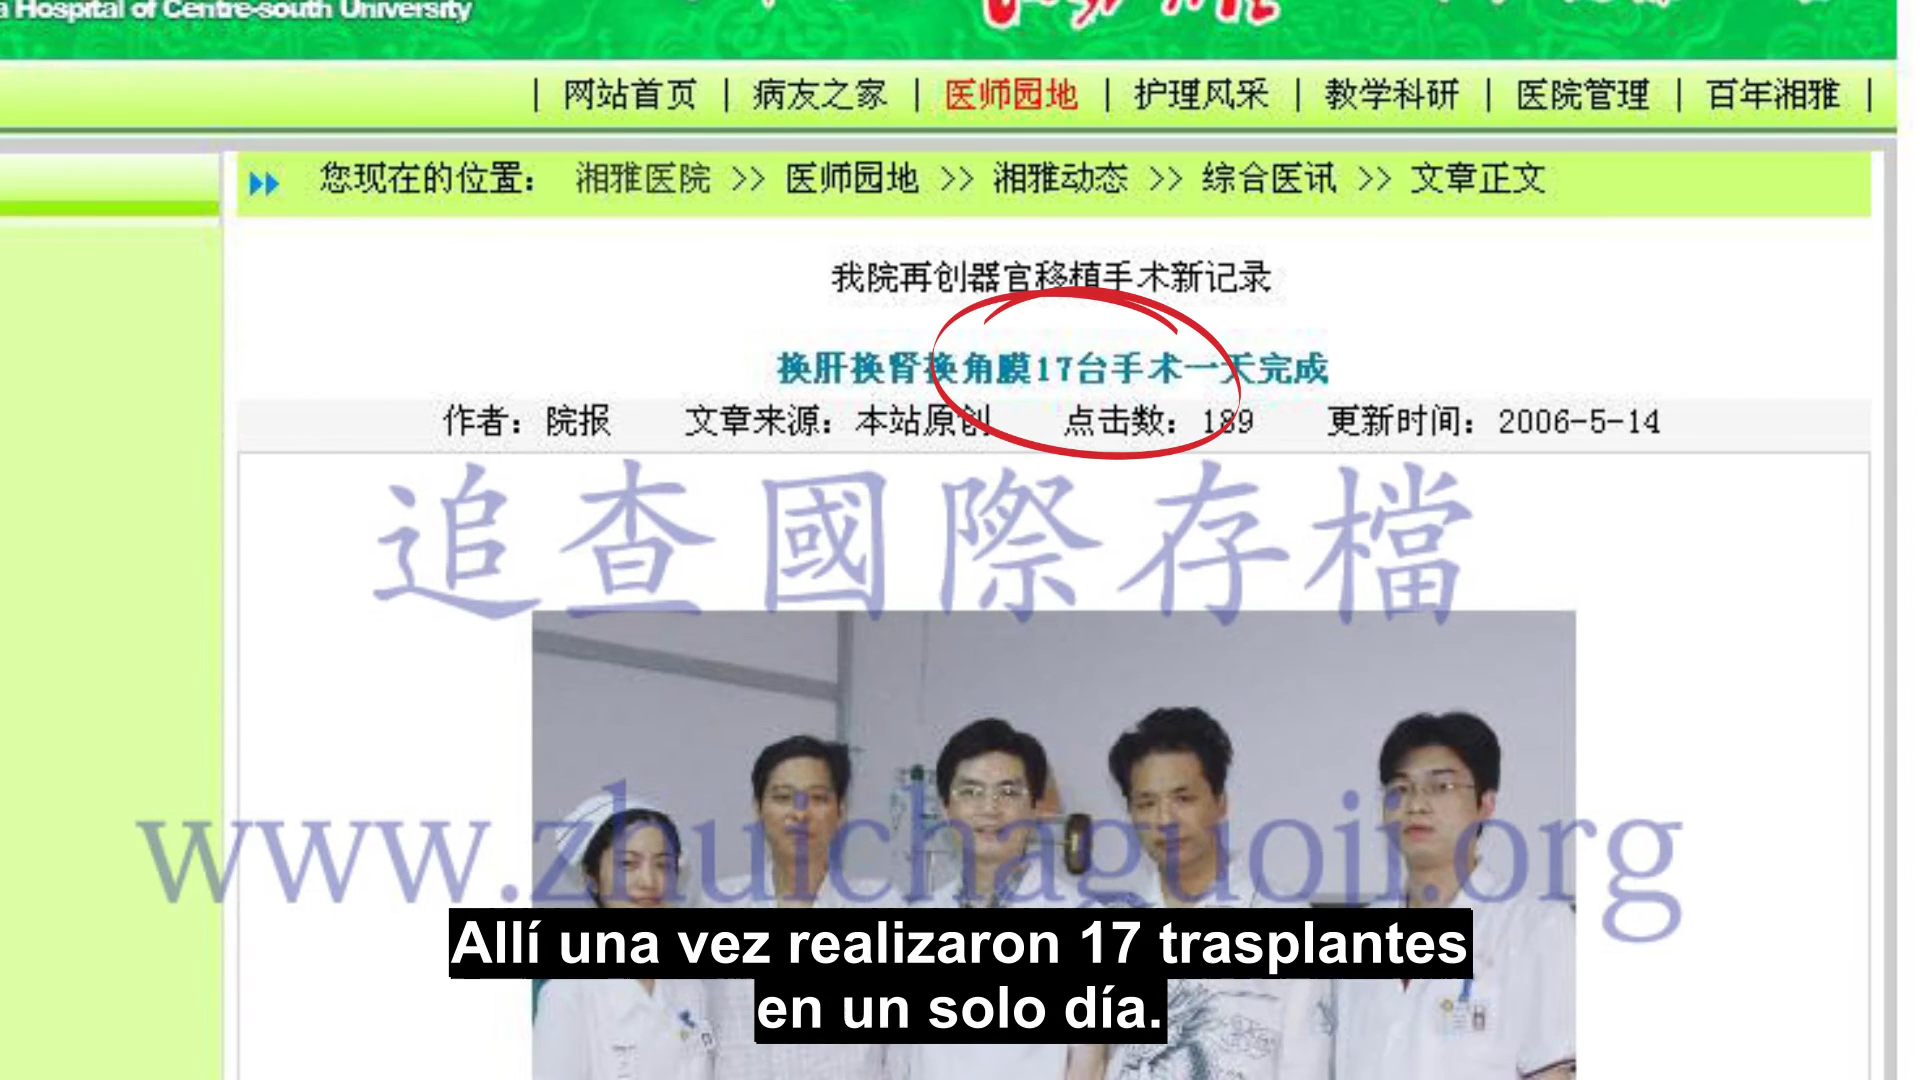 Hospital of Centre-south University
| 网站首页 | 病友之家 | 医师园地 | 护理风采 | 教学科研 | 医院管理 | 百年湘雅 |
您现在的位置: 湘雅医院 >> 医师园地 >> 湘雅动态 >> 综合医讯 >> 文章正文
我院再创器官移植手术新记录
换肝换肾换角膜17台手术一天完成
作者: 院报 文章来源: 本站原创 点击数: 189 更新时间: 2006-5-14
追查國際存檔
www.zhuichaguoji.org
Allí una vez realizaron 17 trasplantes
en un solo día.